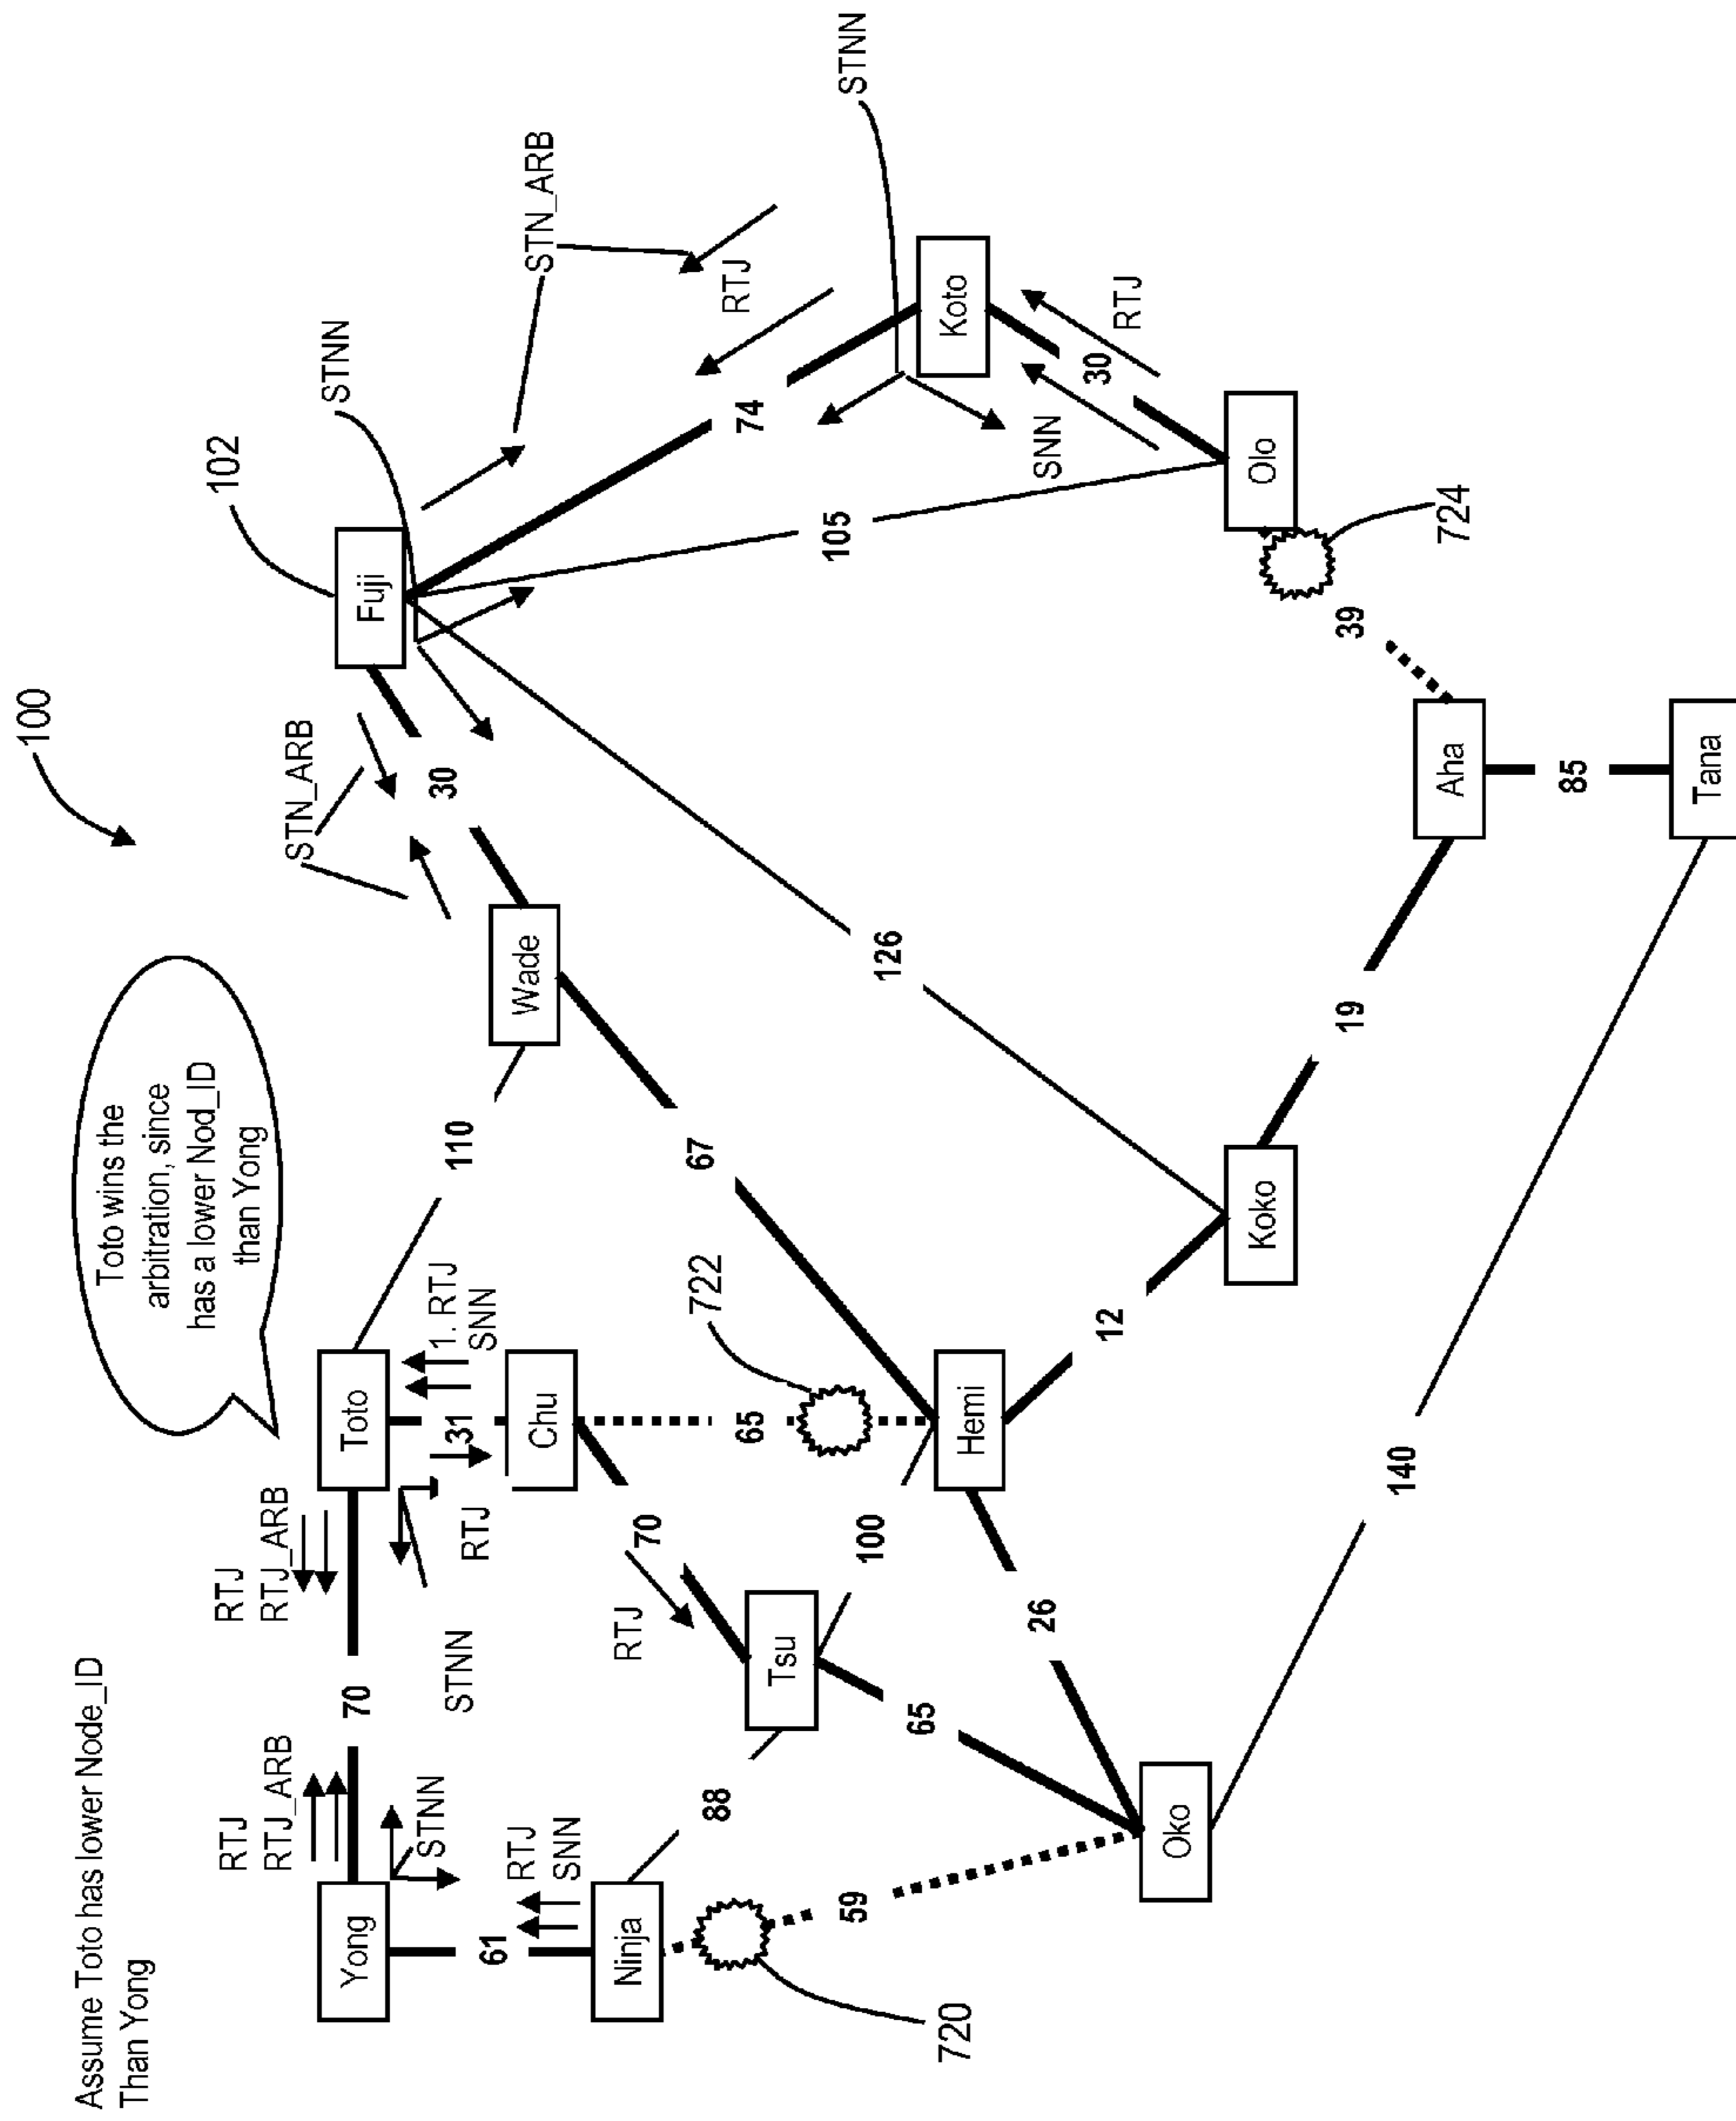 Assume Toto has lower Node_ID
Than Yong
100
Toto wins the
arbitration, since
has a lower Nod_ID
than Yong
102
STNN
STN_ARB
STN_ARB
STNN
RTJ
RTJ_ARB
RTJ
RTJ_ARB
Yong
70
Toto
110
Wade
30
Fuji
74
RTJ
Koto
STNN
STNN
61
RTJ
SNN
RTJ
31
1. RTJ
SNN
Ninja
Chu
RTJ
70
722
67
105
SNN
30
RTJ
720
88
Tsu
65
100
126
59
65
Hemi
Olo
26
12
724
39
Oko
Koko
19
Aha
140
85
Tana